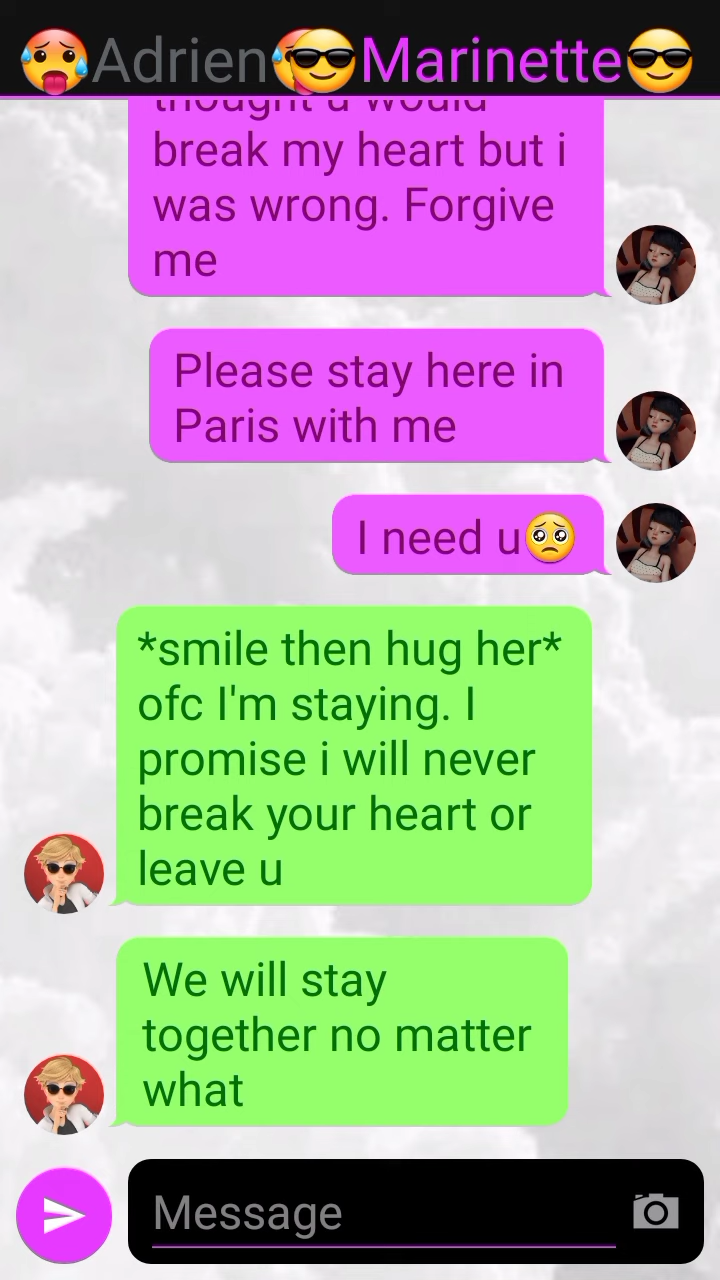 🥵Adrien🥵😎Marinette😎
thought u would
break my heart but i
was wrong. Forgive
me
Please stay here in
Paris with me
I need u🥺
*smile then hug her*
ofc I'm staying. I
promise i will never
break your heart or
leave u
We will stay
together no matter
what
Message